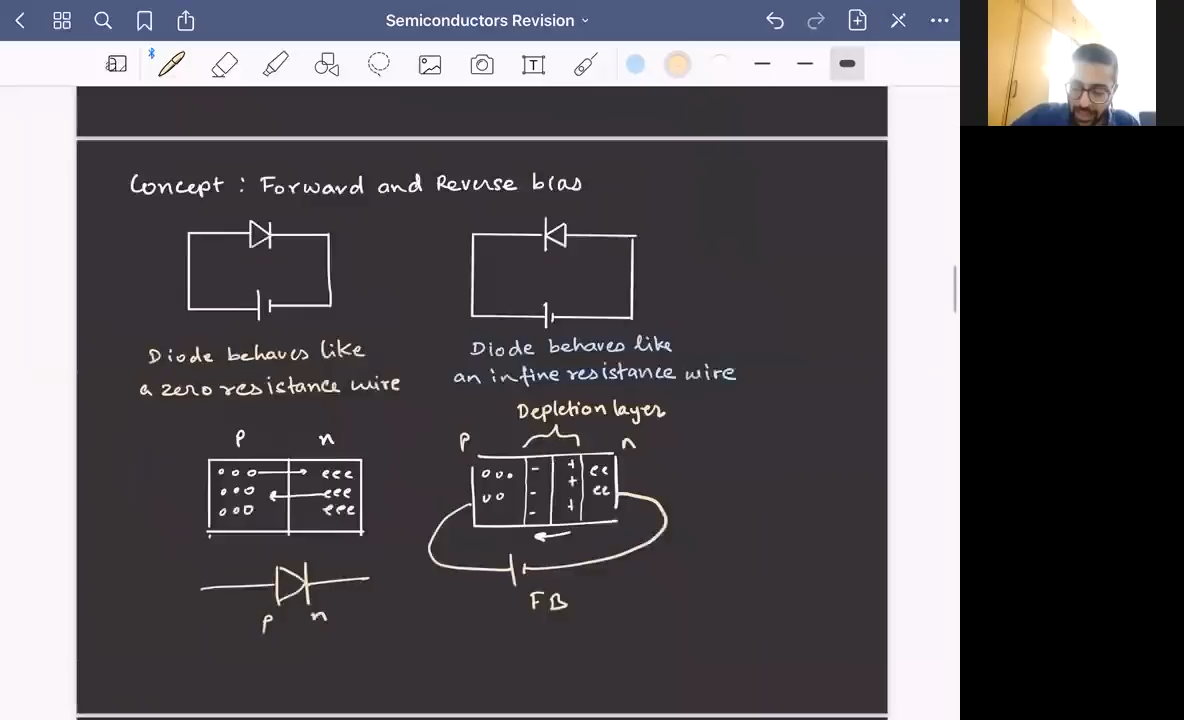 Semiconductors Revision
T
Concept : Forward and Reverse bias
Diode behaves like
a zero resistance wire
Diode behaves like
an infine resistance wire
Depletion layer
p n
p n
o o o e e e
o o o e e e
o o o e e e
o o o - + e e
o o - + e e
- +
F B
p n